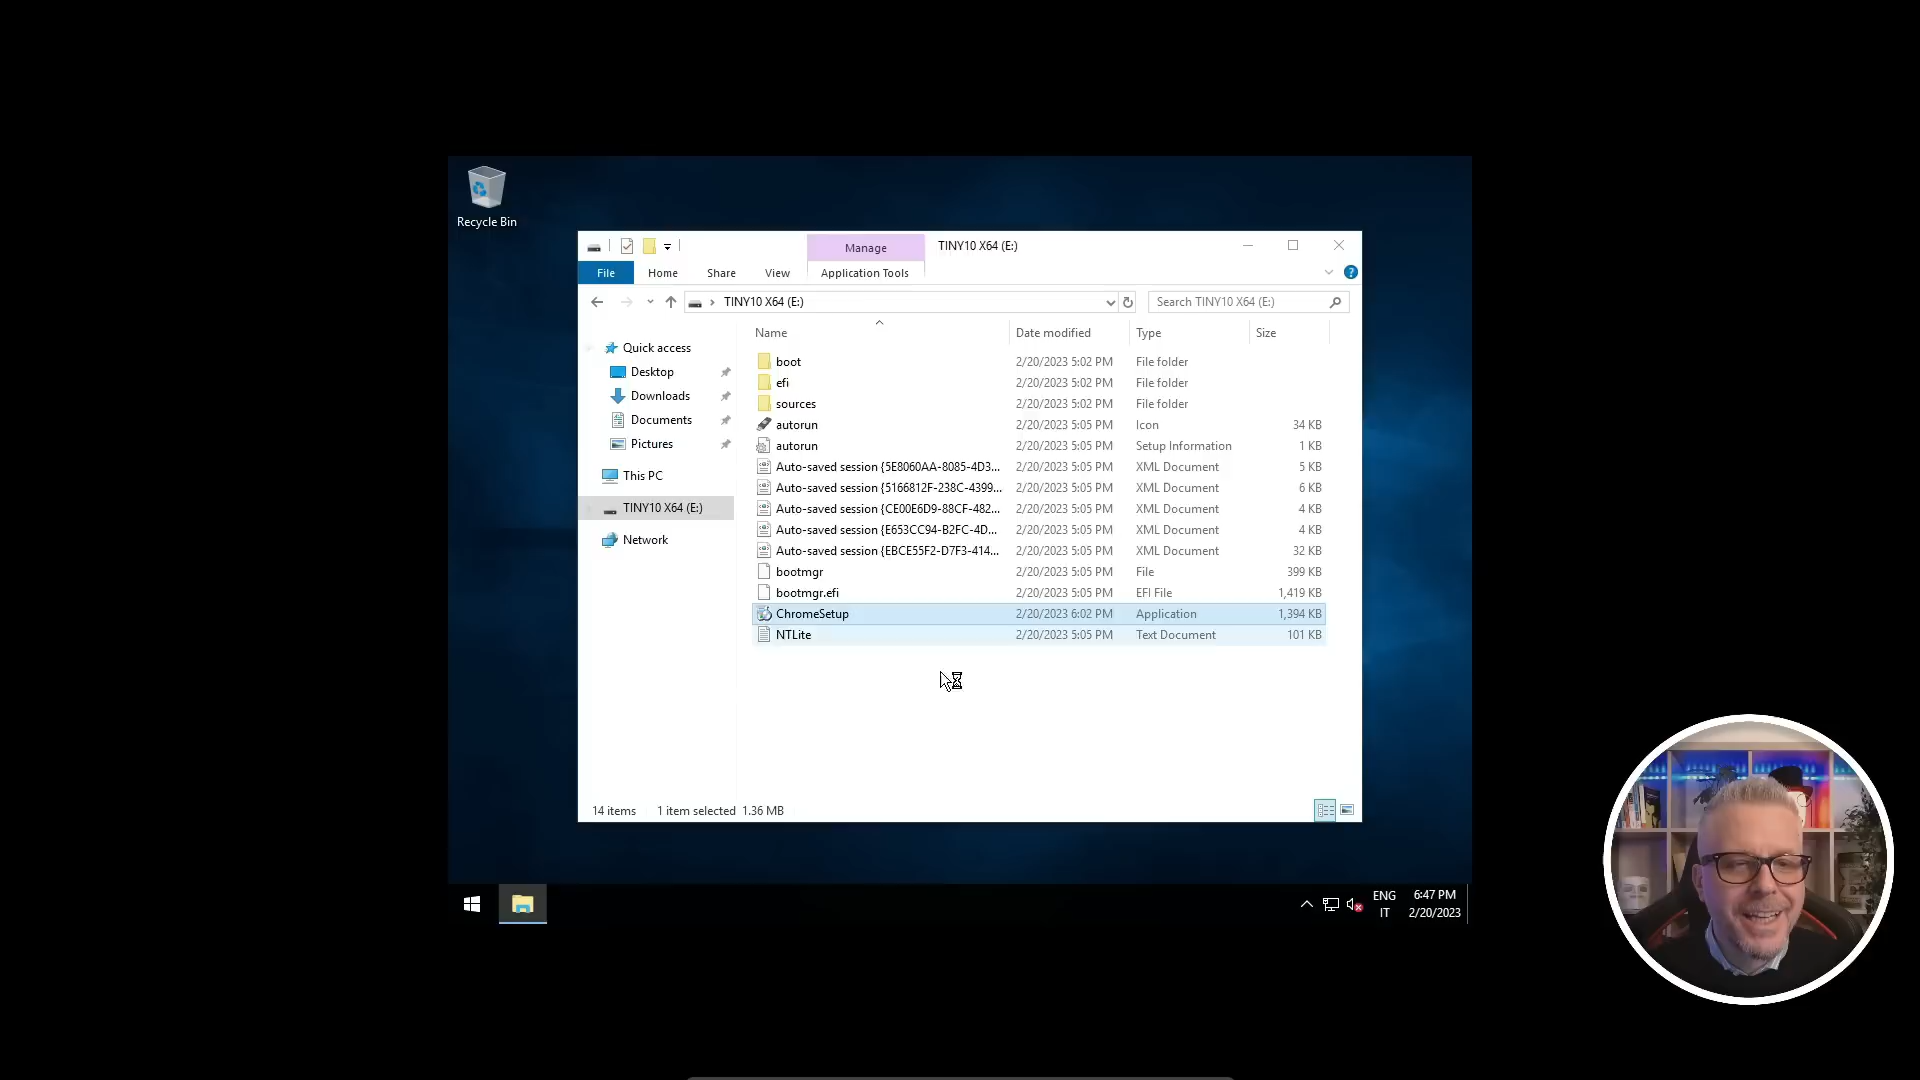 Recycle Bin
Manage
TINY10 X64 (E:)
File
Home
Share
View
Application Tools
TINY10 X64 (E:)
Search TINY10 X64 (E:)
Name
Date modified
Type
Size
Quick access
Desktop
Downloads
Documents
Pictures
This PC
TINY10 X64 (E:)
Network
boot 2/20/2023 5:02 PM File folder
efi 2/20/2023 5:02 PM File folder
sources 2/20/2023 5:02 PM File folder
autorun 2/20/2023 5:05 PM Icon 34 KB
autorun 2/20/2023 5:05 PM Setup Information 1 KB
Auto-saved session {5E8060AA-8085-4D3... 2/20/2023 5:05 PM XML Document 5 KB
Auto-saved session {5166812F-238C-4399... 2/20/2023 5:05 PM XML Document 6 KB
Auto-saved session {CE00E6D9-88CF-482... 2/20/2023 5:05 PM XML Document 4 KB
Auto-saved session {E653CC94-B2FC-4D... 2/20/2023 5:05 PM XML Document 4 KB
Auto-saved session {EBCE55F2-D7F3-414... 2/20/2023 5:05 PM XML Document 32 KB
bootmgr 2/20/2023 5:05 PM File 399 KB
bootmgr.efi 2/20/2023 5:05 PM EFI File 1,419 KB
ChromeSetup 2/20/2023 6:02 PM Application 1,394 KB
NTLite 2/20/2023 5:05 PM Text Document 101 KB
14 items 1 item selected 1.36 MB
ENG
IT
6:47 PM
2/20/2023